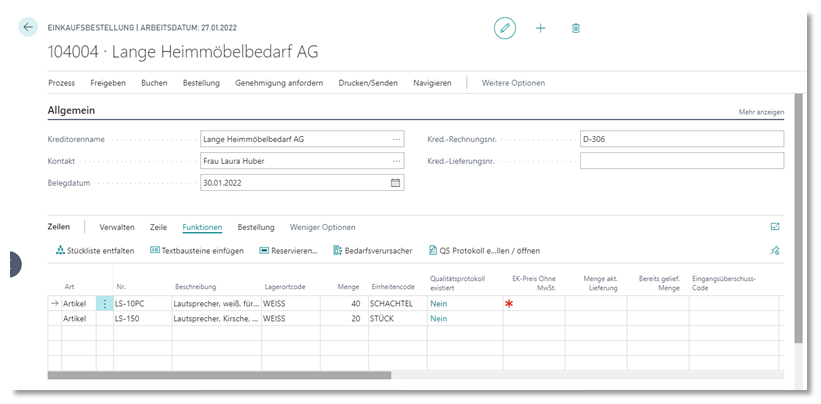 EINKAUFSBESTELLUNG | ARBEITSDATUM: 27.01.2022
104004 · Lange Heimmöbelbedarf AG
Prozess Freigeben Buchen Bestellung Genehmigung anfordern Drucken/Senden Navigieren Weitere Optionen
Allgemein Mehr anzeigen
Kreditorenname Lange Heimmöbelbedarf AG Kred.-Rechnungsnr. D-306
Kontakt Frau Laura Huber Kred.-Lieferungsnr.
Belegdatum 30.01.2022
Zeilen Verwalten Zeile Funktionen Bestellung Weniger Optionen
Stückliste entfalten Textbausteine einfügen Reservieren... Bedarfsverursacher QS Protokoll e...llen / öffnen
Art Nr. Beschreibung Lagerortcode Menge Einheitencode Qualitätsprotokoll existiert EK-Preis Ohne MwSt. Menge akt. Lieferung Bereits gelief. Menge Eingangsüberschuss-Code
Artikel LS-10PC Lautsprecher, weiß, für... WEISS 40 SCHACHTEL Nein
Artikel LS-150 Lautsprecher, Kirsche, ... WEISS 20 STÜCK Nein